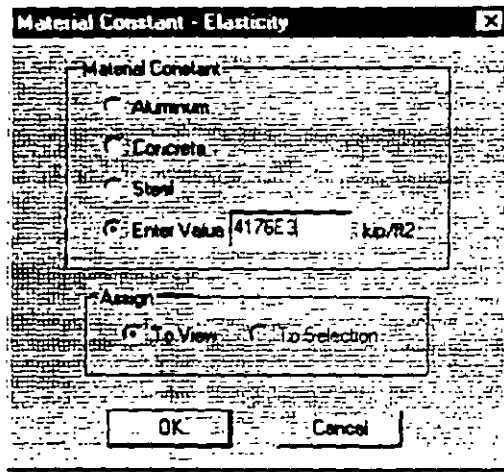 Material Constant - Elasticity
Material Constant
Aluminum
Concrete
Steel
Enter Value 4176E3 kip/ft2
Assign
To View To Selection
OK Cancel